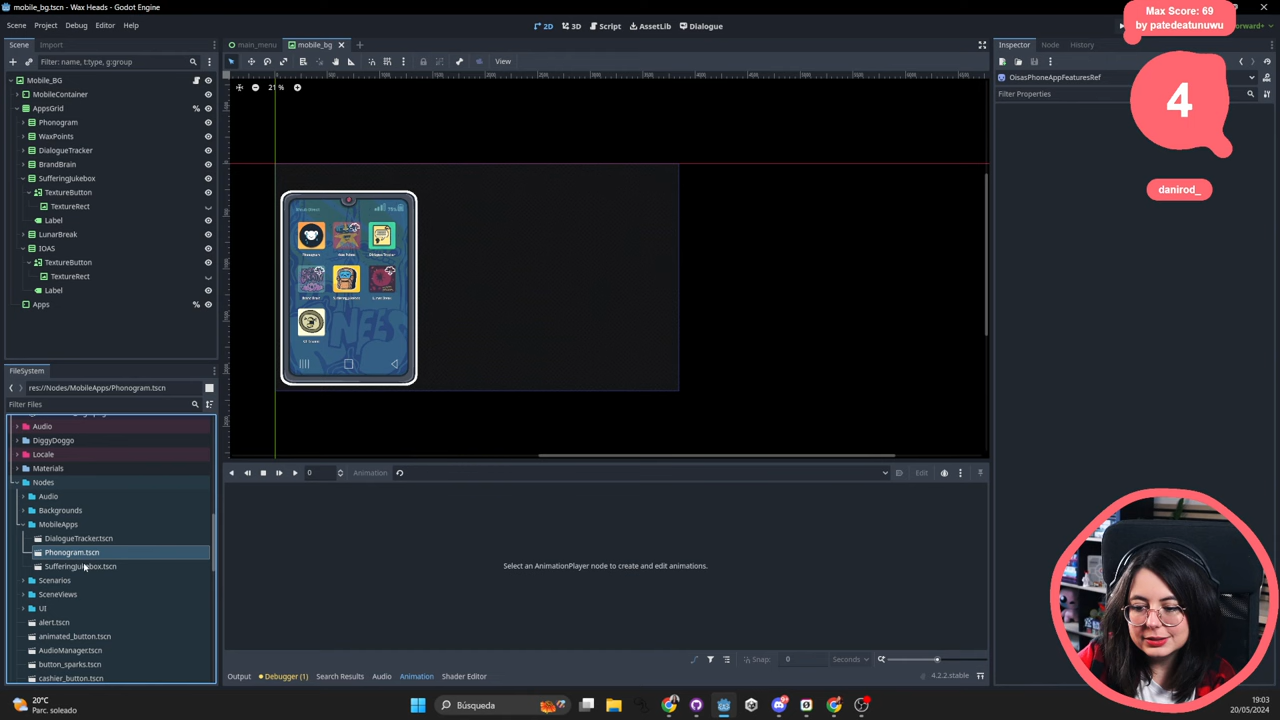 mobile_bg.tscn - Wax Heads - Godot Engine
Scene Project Debug Editor Help
2D 3D Script AssetLib Dialogue
Forward+
Max Score: 69
by patedeatunuwu
4
danirod_
Scene Import
Filter: name, t:type, g:group
Mobile_BG
MobileContainer
AppsGrid
Phonogram
WaxPoints
DialogueTracker
BrandBrain
SufferingJukebox
TextureButton
TextureRect
Label
LunarBreak
IOAS
TextureButton
TextureRect
Label
Apps
main_menu mobile_bg
View
21 %
Inspector Node History
OisasPhoneAppFeaturesRef
Filter Properties
FileSystem
res://Nodes/MobileApps/Phonogram.tscn
Filter Files
Audio
DiggyDoggo
Locale
Materials
Nodes
Audio
Backgrounds
MobileApps
DialogueTracker.tscn
Phonogram.tscn
SufferingJukebox.tscn
Scenarios
SceneViews
UI
alert.tscn
animated_button.tscn
AudioManager.tscn
button_sparks.tscn
cashier_button.tscn
0 Animation Edit
Select an AnimationPlayer node to create and edit animations.
Snap: 0 Seconds
Output Debugger (1) Search Results Audio Animation Shader Editor 4.2.2.stable
20°C
Parc. soleado
Búsqueda
19:03
20/05/2024